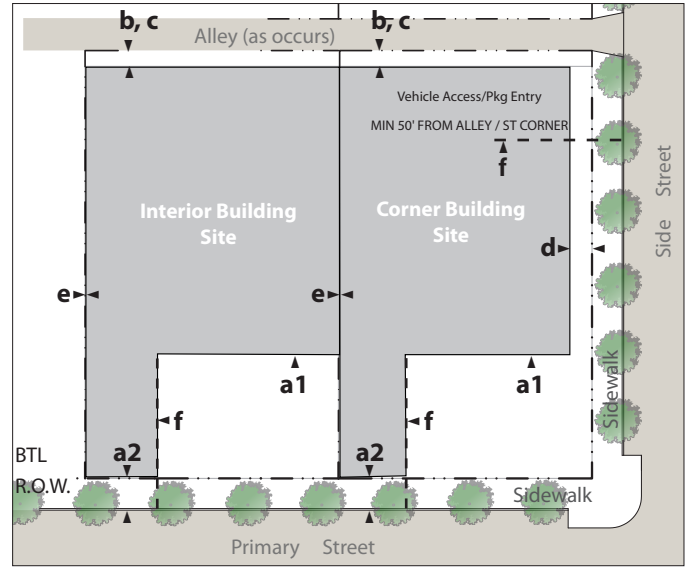 b, c
b, c
Alley (as occurs)
Vehicle Access/Pkg Entry
MIN 50' FROM ALLEY / ST CORNER
f
Side Street
Interior Building
Site
Corner Building
Site
d
e
e
a1
a1
Sidewalk
f
f
a2
a2
BTL
R.O.W.
Sidewalk
Primary Street